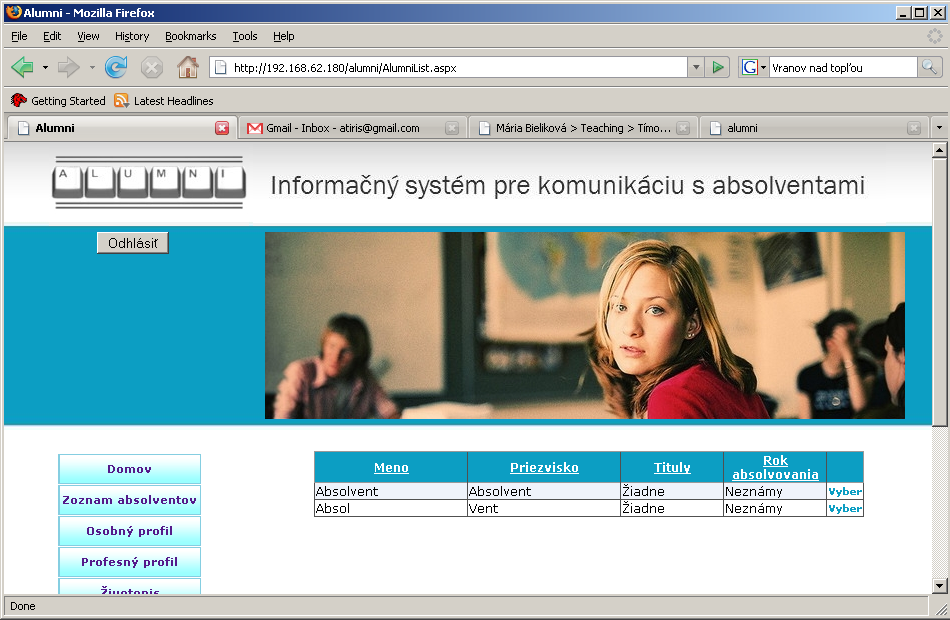 Alumni - Mozilla Firefox
File Edit View History Bookmarks Tools Help
http://192.168.62.180/alumni/AlumniList.aspx
G
Vranov nad topľou
Getting Started Latest Headlines
Alumni
Gmail - Inbox - atiris@gmail.com
Mária Bieliková > Teaching > Tímo...
alumni
ALUMNI
Informačný systém pre komunikáciu s absolventami
Odhlásiť
Domov
Zoznam absolventov
Osobný profil
Profesný profil
Životopis
Meno Priezvisko Tituly Rok absolvovania
Absolvent Absolvent Žiadne Neznámy Vyber
Absol Vent Žiadne Neznámy Vyber
Done